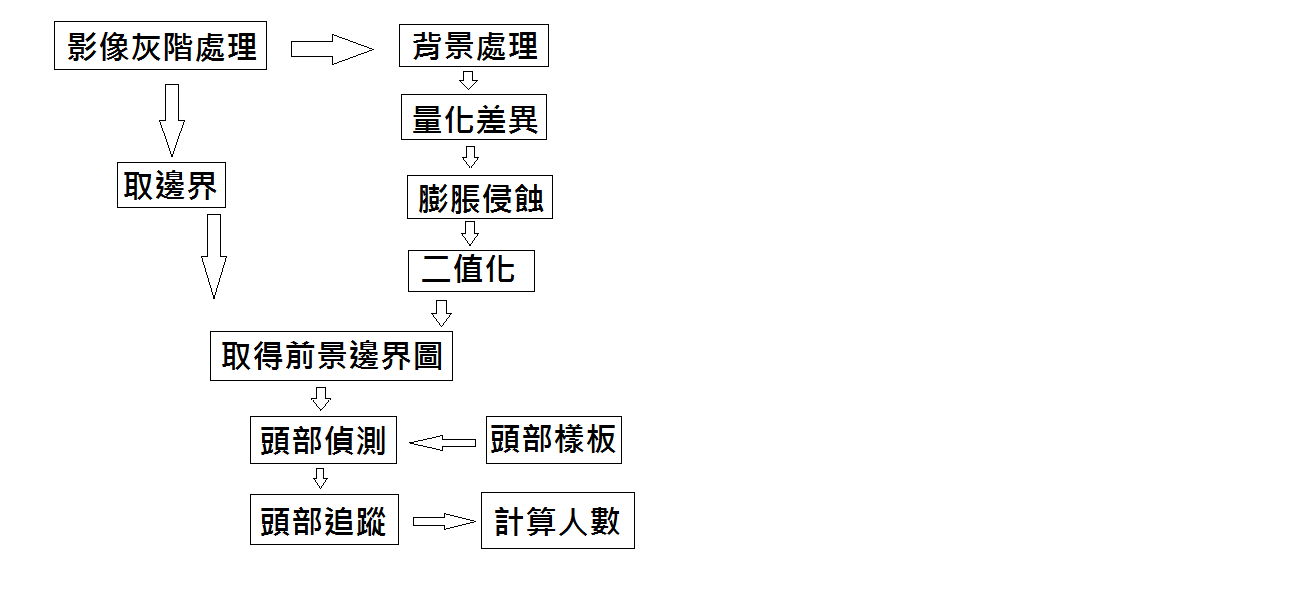 影像灰階處理
背景處理
量化差異
取邊界
膨脹侵蝕
二值化
取得前景邊界圖
頭部偵測
頭部樣板
頭部追蹤
計算人數